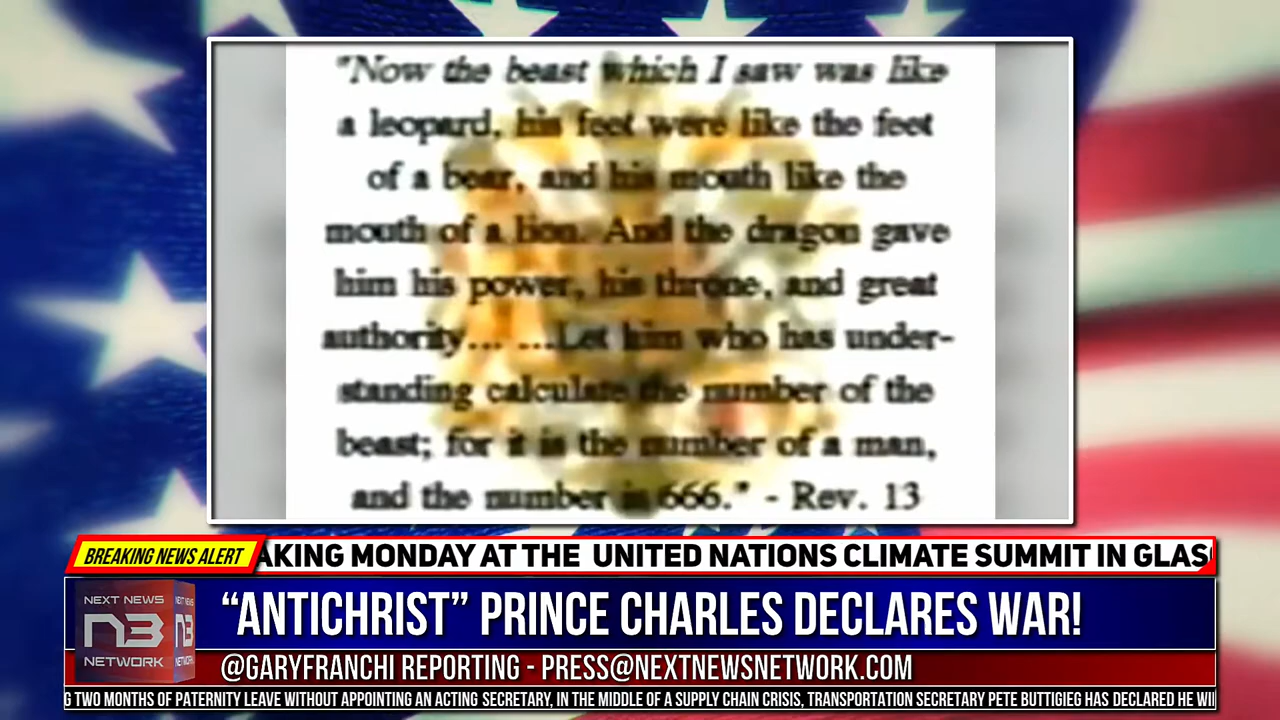 "Now the beast which I saw was like
a leopard, his feet were like the feet
of a bear, and his mouth like the
mouth of a lion. And the dragon gave
him his power, his throne, and great
authority... ...Let him who has under-
standing calculate the number of the
beast; for it is the number of a man,
and the number is 666." - Rev. 13
BREAKING NEWS ALERT
AKING MONDAY AT THE UNITED NATIONS CLIMATE SUMMIT IN GLAS
NEXT NEWS
N3
NETWORK
NEXT NEWS
N3
NETWORK
“ANTICHRIST” PRINCE CHARLES DECLARES WAR!
@GARYFRANCHI REPORTING - PRESS@NEXTNEWSNETWORK.COM
G TWO MONTHS OF PATERNITY LEAVE WITHOUT APPOINTING AN ACTING SECRETARY, IN THE MIDDLE OF A SUPPLY CHAIN CRISIS, TRANSPORTATION SECRETARY PETE BUTTIGIEG HAS DECLARED HE WI